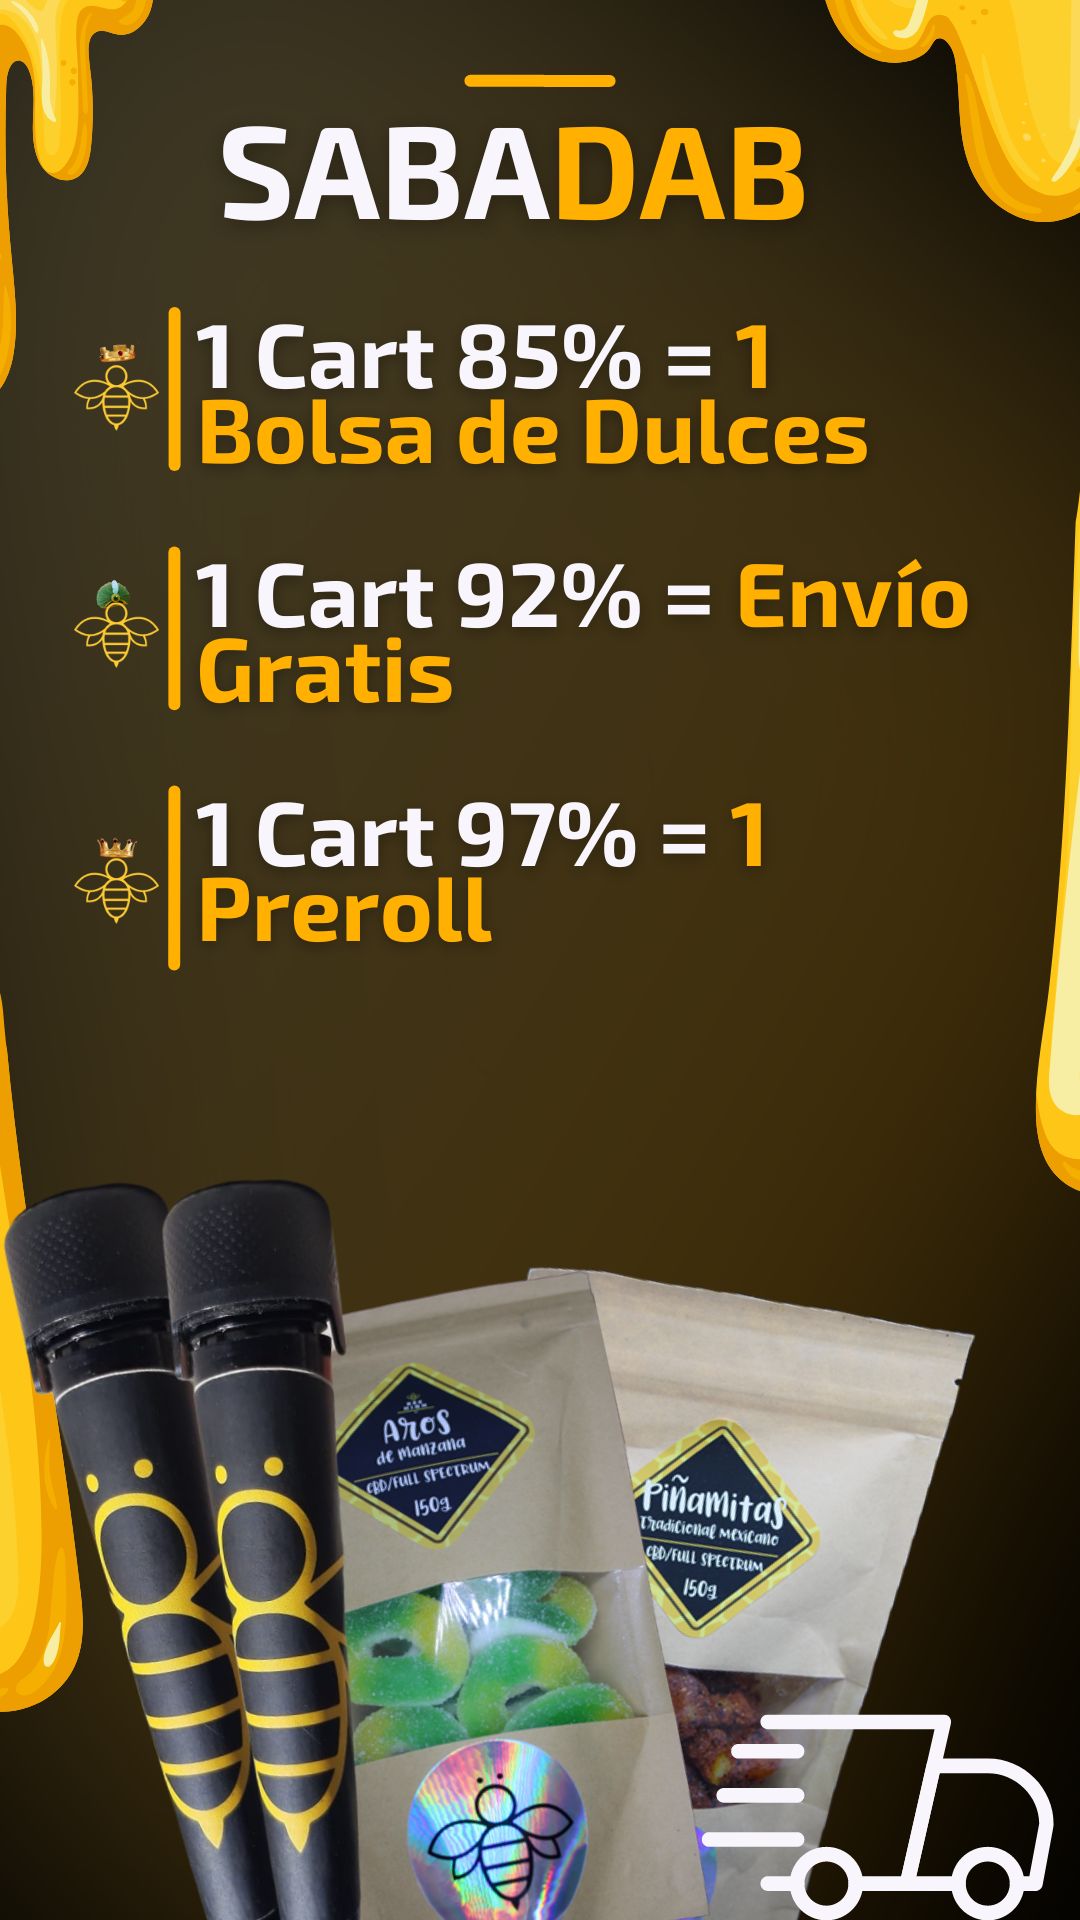 SABADAB
1 Cart 85% = 1
Bolsa de Dulces
1 Cart 92% = Envío
Gratis
1 Cart 97% = 1
Preroll
Aros
de manzana
CBD/FULL SPECTRUM
150g
Piñamitas
Tradicional mexicano
CBD/FULL SPECTRUM
150g